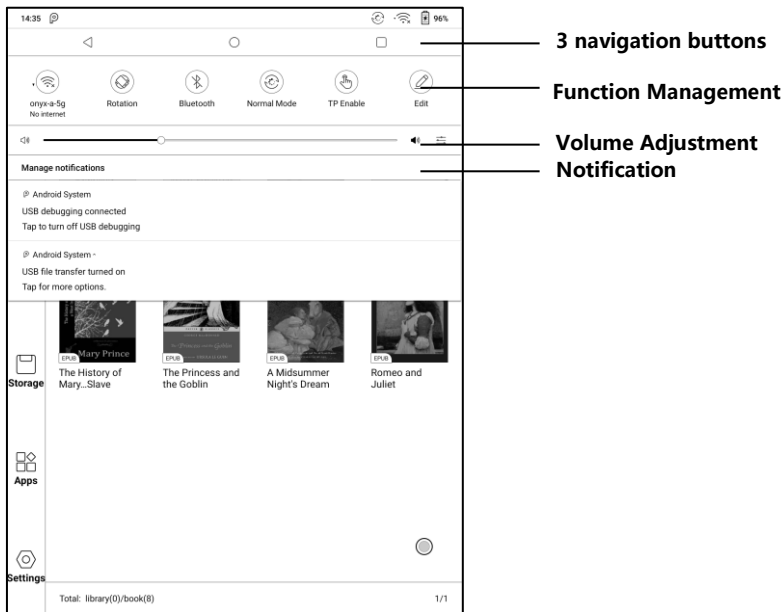 14:35
96%
3 navigation buttons
Function Management
onyx-a-5g
No internet
Rotation
Bluetooth
Normal Mode
TP Enable
Edit
Volume Adjustment
Manage notifications
Notification
Android System
USB debugging connected
Tap to turn off USB debugging
Android System -
USB file transfer turned on
Tap for more options.
Mary Prince
EPUB
EPUB
EPUB
EPUB
The History of
Mary...Slave
The Princess and
the Goblin
A Midsummer
Night's Dream
Romeo and
Juliet
Storage
Apps
Settings
Total: library(0)/book(8)
1/1